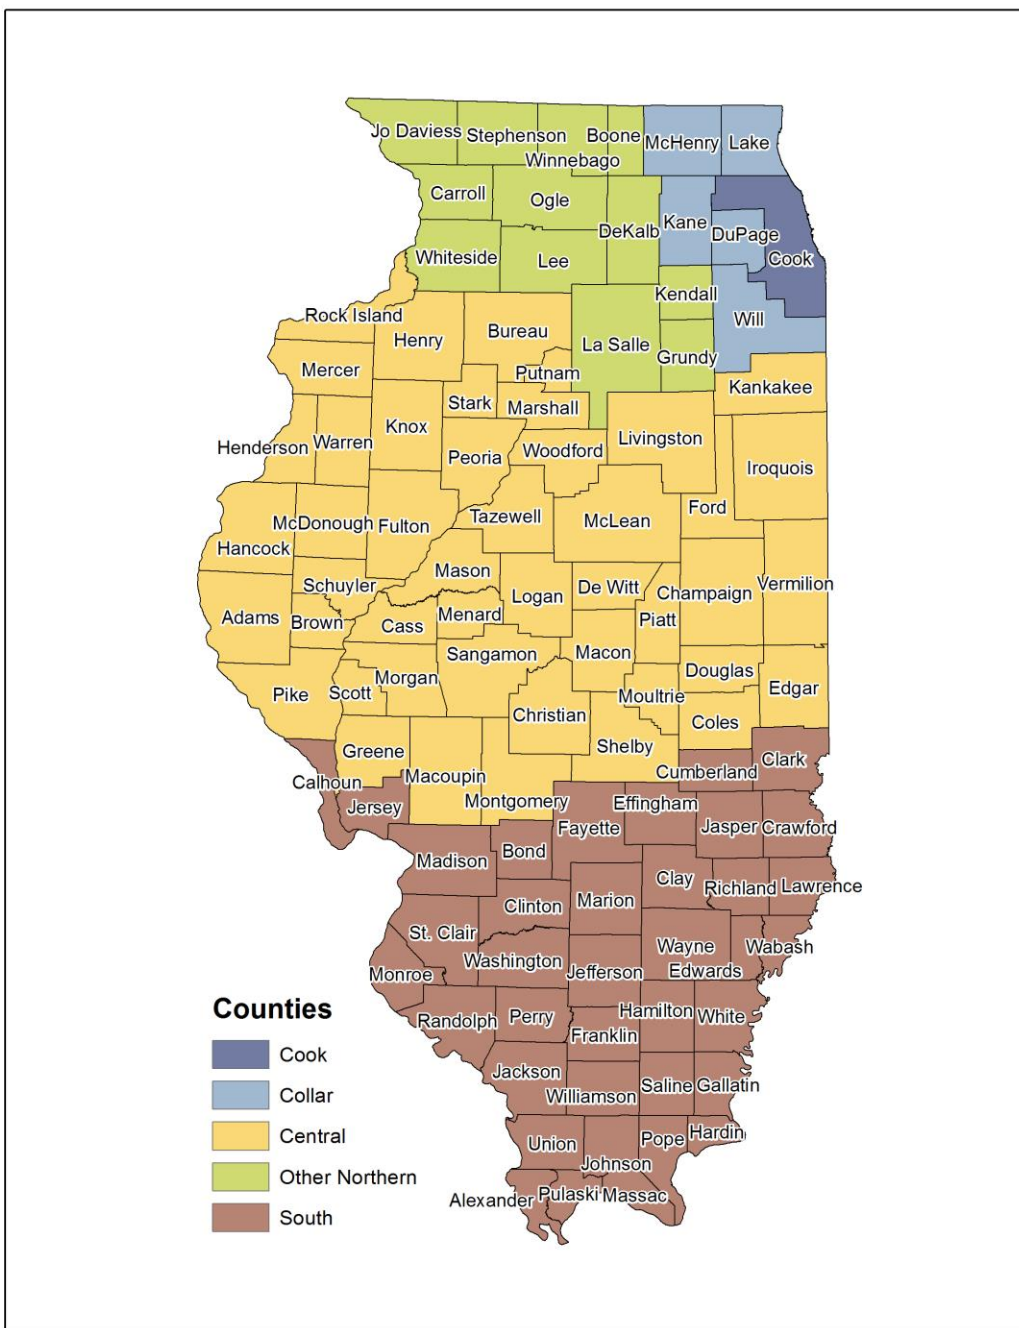 Jo Daviess
Stephenson
Winnebago
Boone
McHenry
Lake
Carroll
Ogle
DeKalb
Kane
DuPage
Cook
Whiteside
Lee
Kendall
Will
Rock Island
Henry
Bureau
La Salle
Grundy
Mercer
Putnam
Kankakee
Stark
Marshall
Henderson
Warren
Knox
Peoria
Woodford
Livingston
Iroquois
Hancock
McDonough
Fulton
Tazewell
McLean
Ford
Schuyler
Mason
Logan
De Witt
Champaign
Vermilion
Adams
Brown
Cass
Menard
Piatt
Sangamon
Macon
Pike
Scott
Morgan
Christian
Moultrie
Douglas
Edgar
Coles
Greene
Macoupin
Montgomery
Shelby
Cumberland
Clark
Calhoun
Jersey
Fayette
Effingham
Jasper
Crawford
Madison
Bond
Clay
Richland
Lawrence
Marion
Clinton
St. Clair
Washington
Wayne
Edwards
Wabash
Monroe
Jefferson
Randolph
Perry
Hamilton
White
Franklin
Jackson
Williamson
Saline
Gallatin
Union
Johnson
Pope
Hardin
Alexander
Pulaski
Massac
Counties
Cook
Collar
Central
Other Northern
South